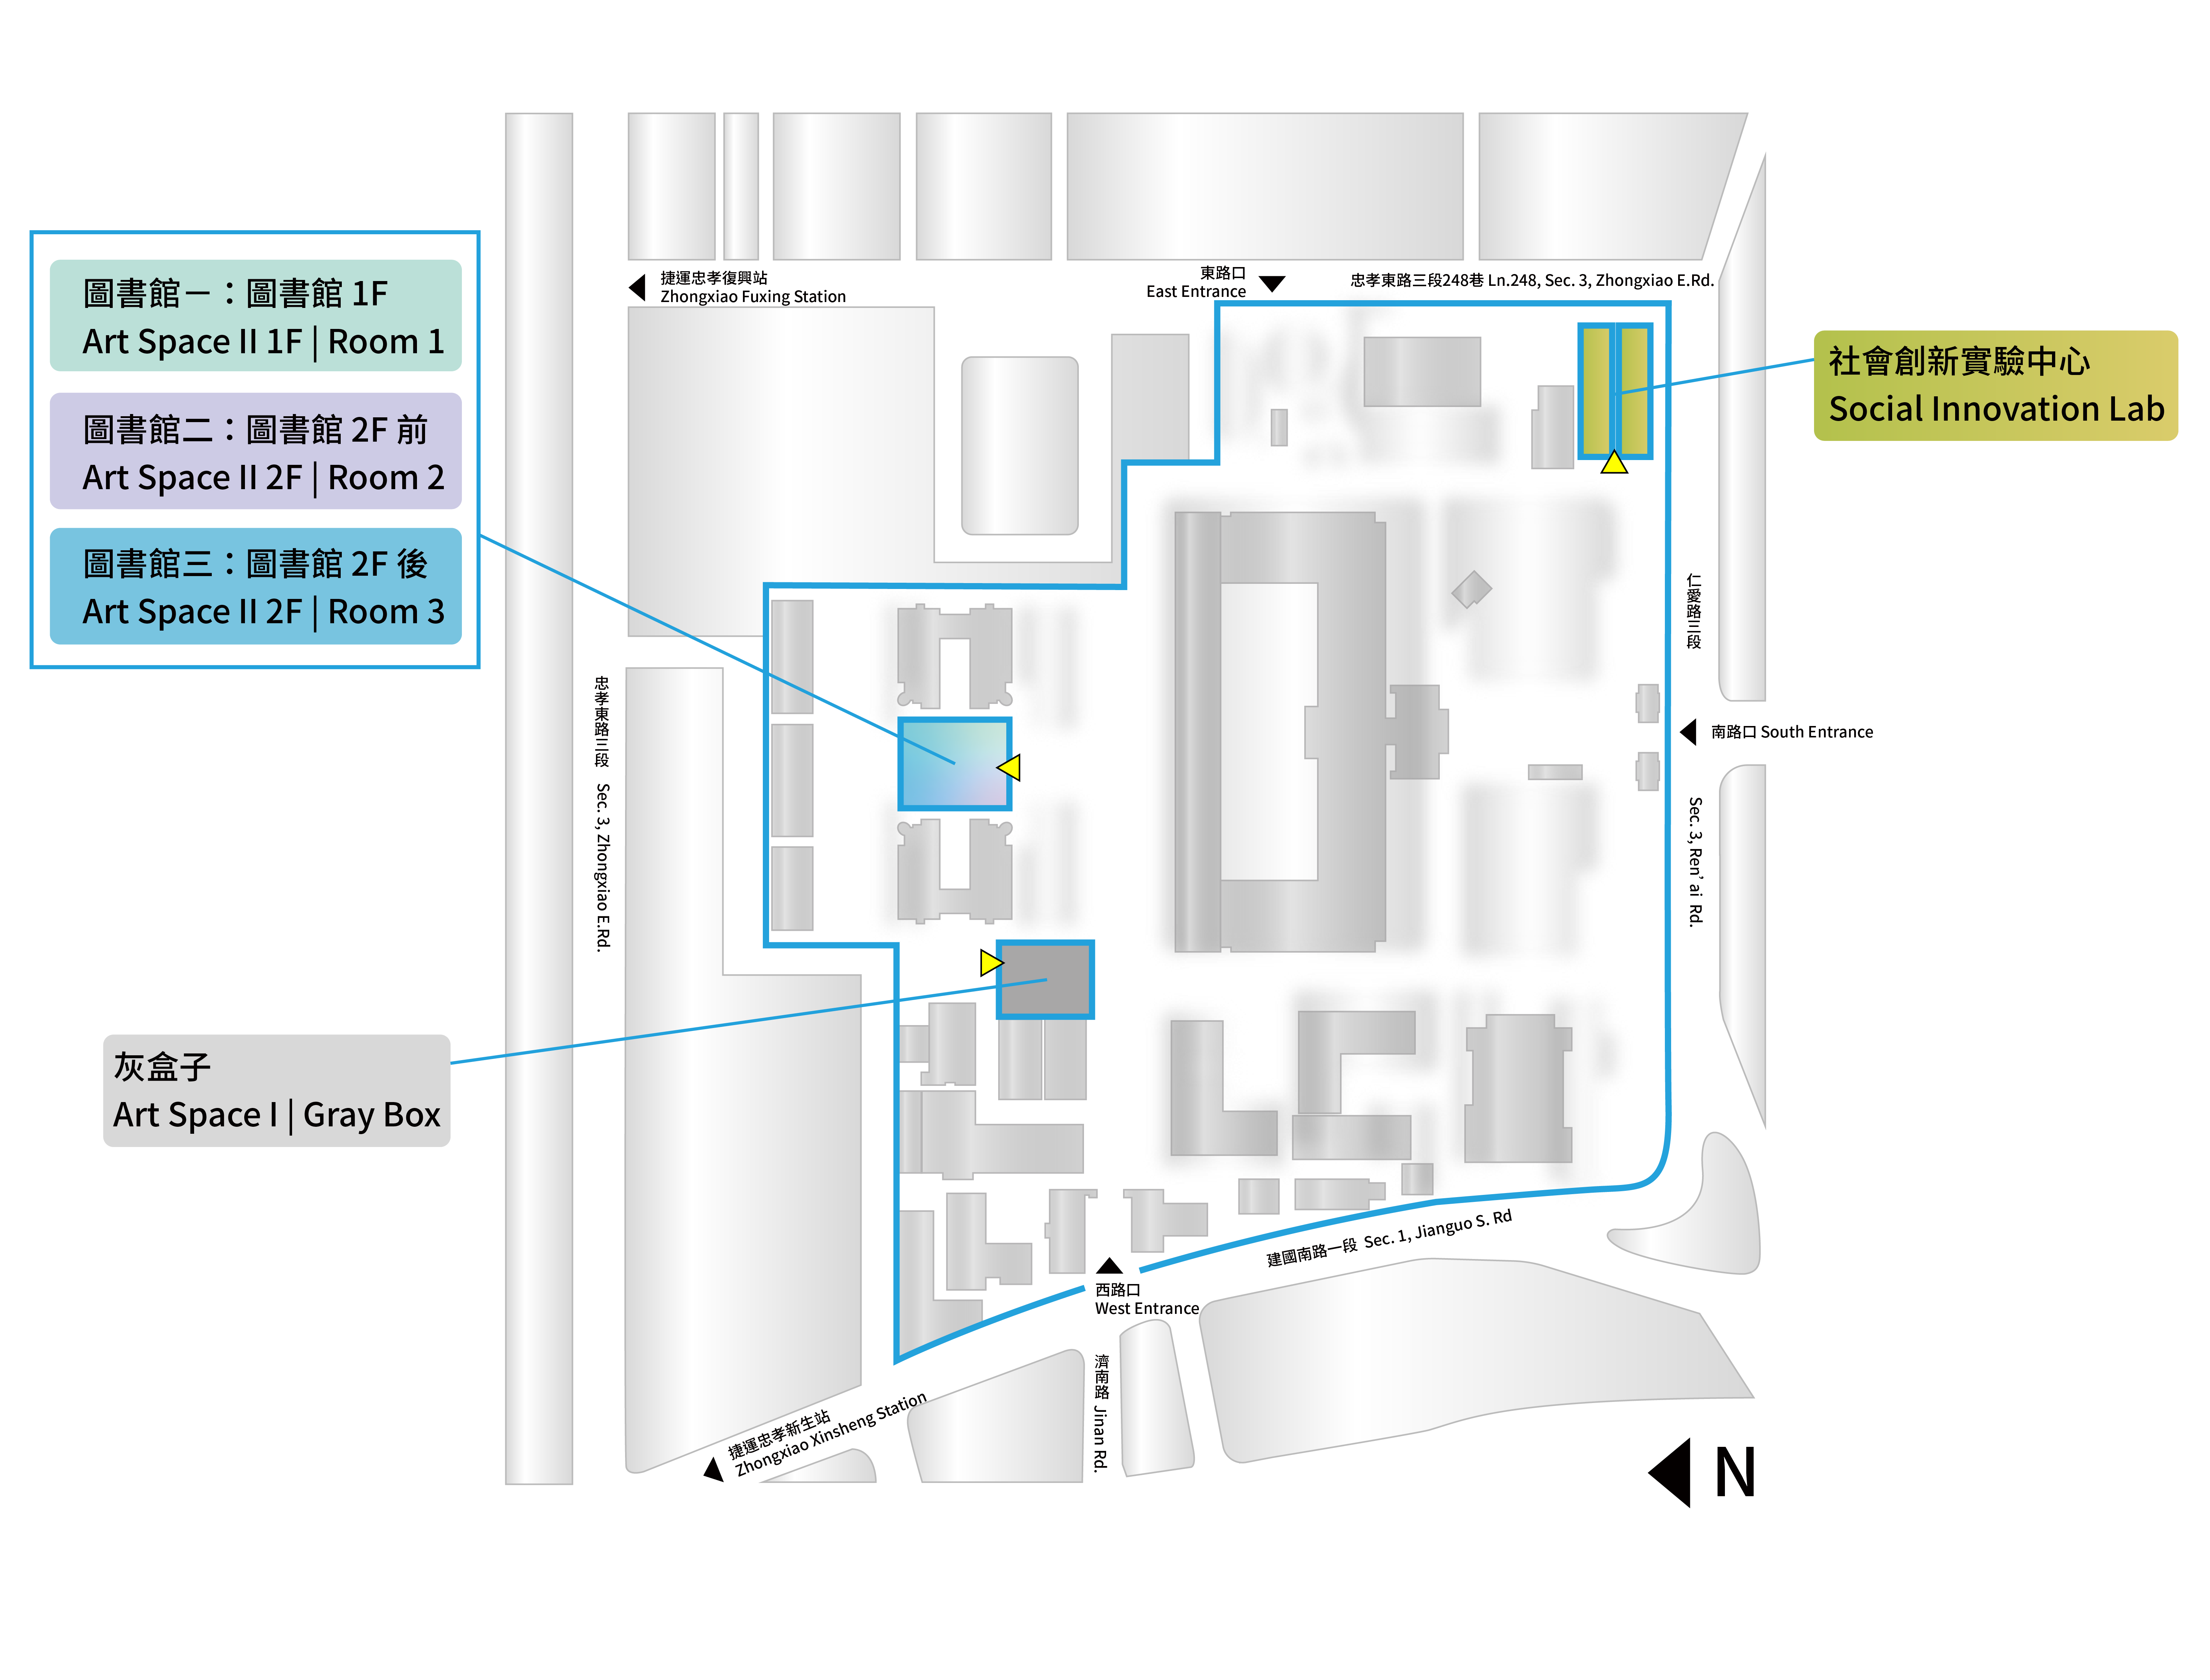 圖書館一：圖書館 1F
Art Space II 1F | Room 1
圖書館二：圖書館 2F 前
Art Space II 2F | Room 2
圖書館三：圖書館 2F 後
Art Space II 2F | Room 3
捷運忠孝復興站
Zhongxiao Fuxing Station
東路口
East Entrance
忠孝東路三段248巷 Ln.248, Sec. 3, Zhongxiao E.Rd.
社會創新實驗中心
Social Innovation Lab
仁愛路三段
Sec. 3, Ren' ai Rd.
南路口 South Entrance
忠孝東路三段 Sec. 3, Zhongxiao E.Rd.
灰盒子
Art Space I | Gray Box
建國南路一段 Sec. 1, Jianguo S. Rd
西路口
West Entrance
濟南路 Jinan Rd.
捷運忠孝新生站
Zhongxiao Xinsheng Station
N